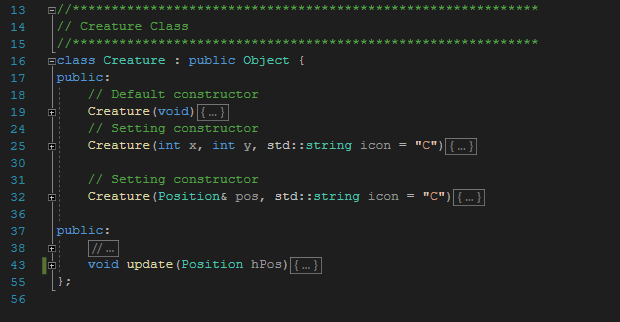 13 //************************************************************
14 // Creature Class
15 //************************************************************
16 class Creature : public Object {
17 public:
18 // Default constructor
19 Creature(void){...}
24 // Setting constructor
25 Creature(int x, int y, std::string icon = "C"){...}
30
31 // Setting constructor
32 Creature(Position& pos, std::string icon = "C"){...}
36
37 public:
38 //...
43 void update(Position hPos){...}
55 };
56